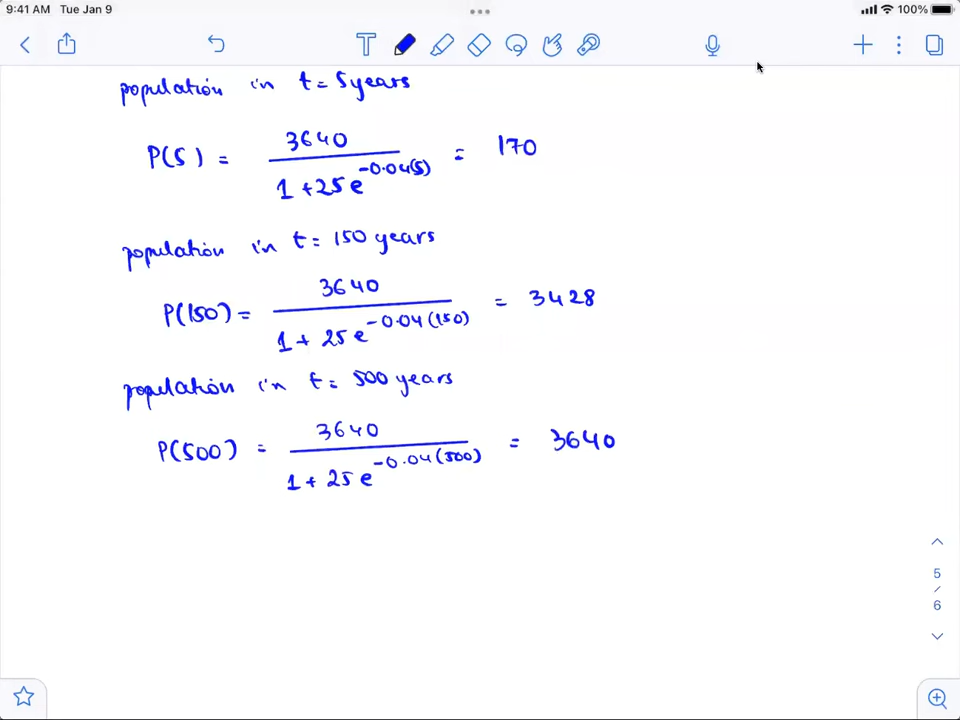 9:41 AM Tue Jan 9
100%
T
population in t = 5 years
P(5) = 3640 / 1 + 25e^-0.04(5) = 170
population in t = 150 years
P(150) = 3640 / 1 + 25e^-0.04(150) = 3428
population in t = 500 years
P(500) = 3640 / 1 + 25e^-0.04(500) = 3640
5
/
6